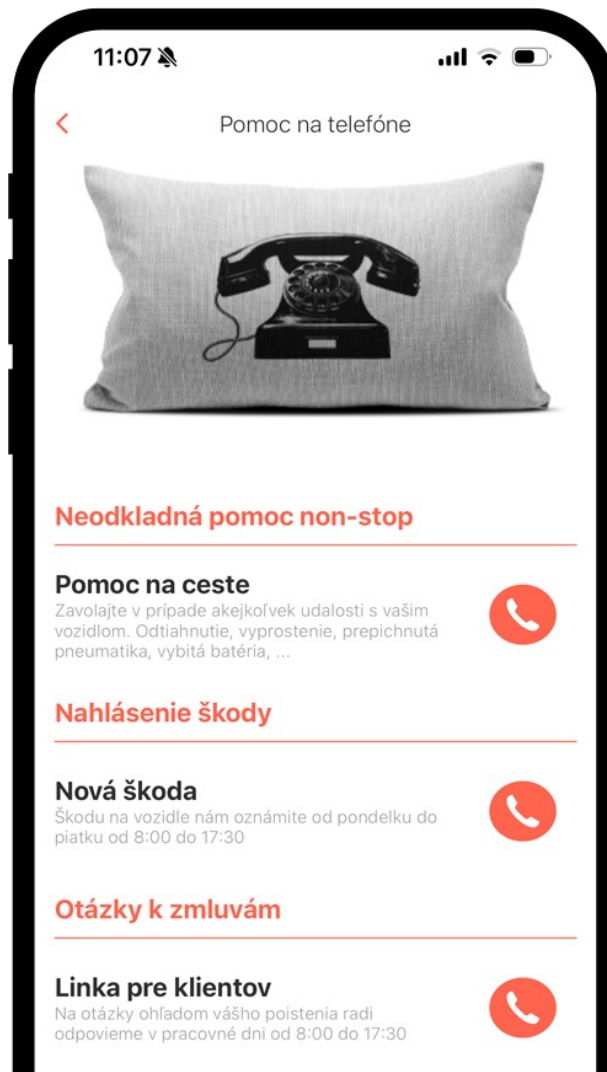 11:07
Pomoc na telefóne
Neodkladná pomoc non-stop
Pomoc na ceste
Zavolajte v prípade akejkoľvek udalosti s vašim
vozidlom. Odtiahnutie, vyprostenie, prepichnutá
pneumatika, vybitá batéria, ...
Nahlásenie škody
Nová škoda
Škodu na vozidle nám oznámite od pondelku do
piatku od 8:00 do 17:30
Otázky k zmluvám
Linka pre klientov
Na otázky ohľadom vášho poistenia radi
odpovieme v pracovné dni od 8:00 do 17:30